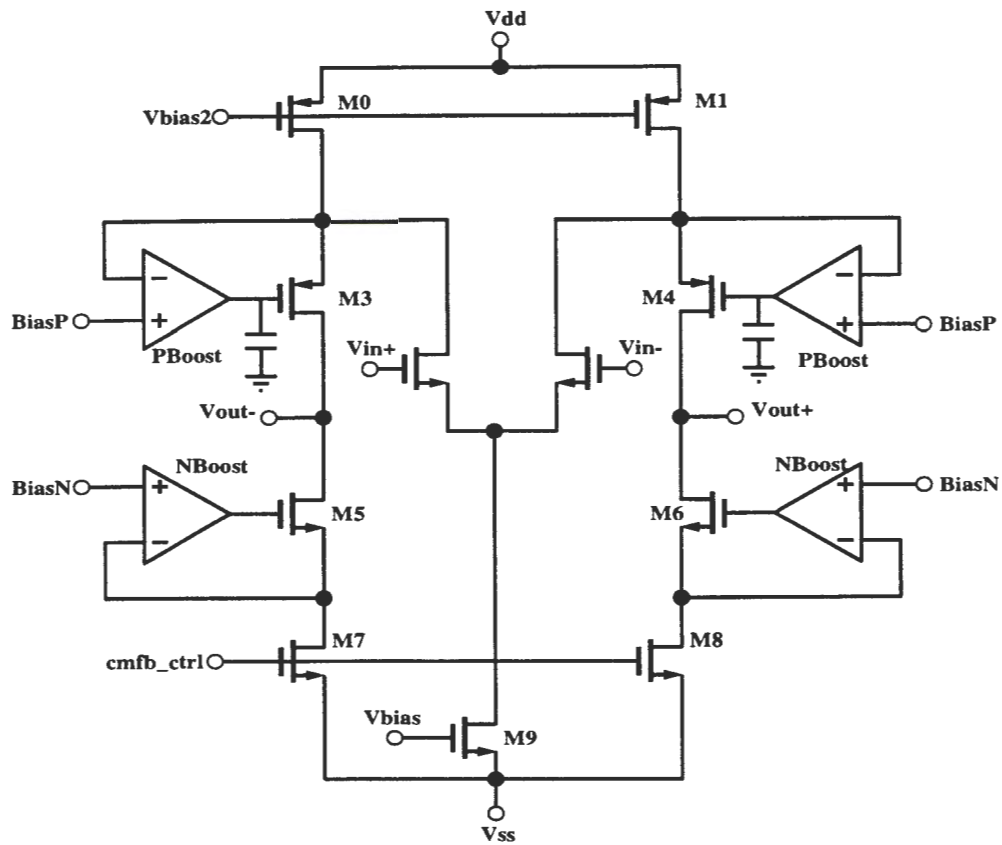 Vdd
Vbias2
M0
M1
M3
M4
BiasP
BiasP
PBoost
PBoost
Vin+
Vin-
Vout-
Vout+
NBoost
NBoost
BiasN
BiasN
M5
M6
M7
M8
cmfb_ctrl
Vbias
M9
Vss